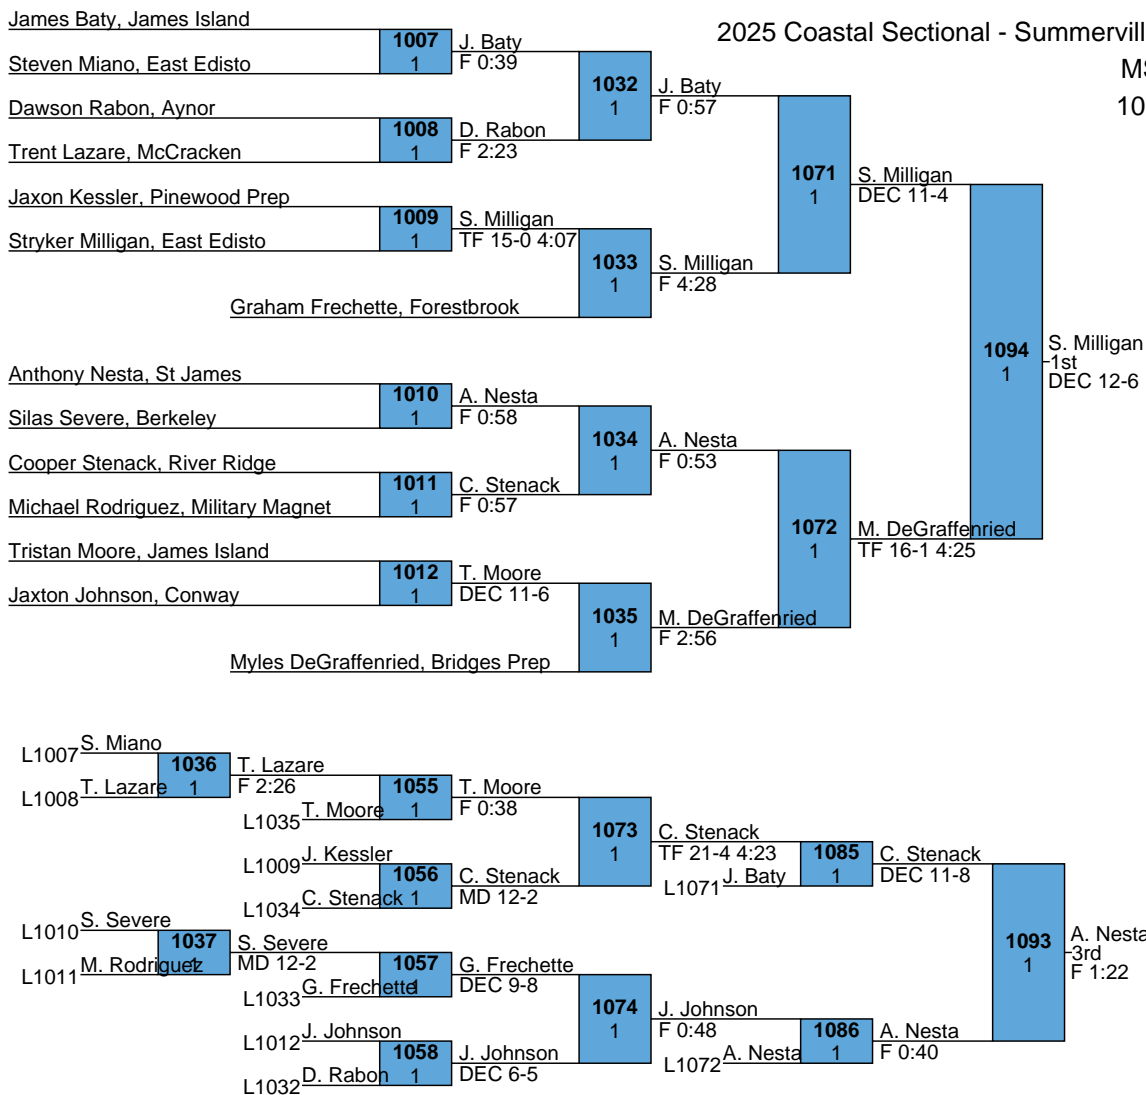 2025 Coastal Sectional - Summervill
MS
10
James Baty, James Island
Steven Miano, East Edisto
Dawson Rabon, Aynor
Trent Lazare, McCracken
Jaxon Kessler, Pinewood Prep
Stryker Milligan, East Edisto
Graham Frechette, Forestbrook
Anthony Nesta, St James
Silas Severe, Berkeley
Cooper Stenack, River Ridge
Michael Rodriguez, Military Magnet
Tristan Moore, James Island
Jaxton Johnson, Conway
Myles DeGraffenried, Bridges Prep
1007
1
J. Baty
F 0:39
1008
1
D. Rabon
F 2:23
1009
1
S. Milligan
TF 15-0 4:07
1010
1
A. Nesta
F 0:58
1011
1
C. Stenack
F 0:57
1012
1
T. Moore
DEC 11-6
1032
1
J. Baty
F 0:57
1033
1
S. Milligan
F 4:28
1034
1
A. Nesta
F 0:53
1035
1
M. DeGraffenried
F 2:56
1071
1
S. Milligan
DEC 11-4
1072
1
M. DeGraffenried
TF 16-1 4:25
1094
1
S. Milligan
1st
DEC 12-6
L1007 S. Miano
L1008 T. Lazare
1036
1
T. Lazare
F 2:26
L1035 T. Moore
1055
1
T. Moore
F 0:38
L1009 J. Kessler
L1034 C. Stenack
1056
1
C. Stenack
MD 12-2
L1010 S. Severe
L1011 M. Rodriguez
1037
1
S. Severe
MD 12-2
L1033 G. Frechette
1057
1
G. Frechette
DEC 9-8
L1012 J. Johnson
L1032 D. Rabon
1058
1
J. Johnson
DEC 6-5
1073
1
C. Stenack
TF 21-4 4:23
L1071 J. Baty
1074
1
J. Johnson
F 0:48
L1072 A. Nesta
1085
1
C. Stenack
DEC 11-8
1086
1
A. Nesta
F 0:40
1093
1
A. Nesta
3rd
F 1:22